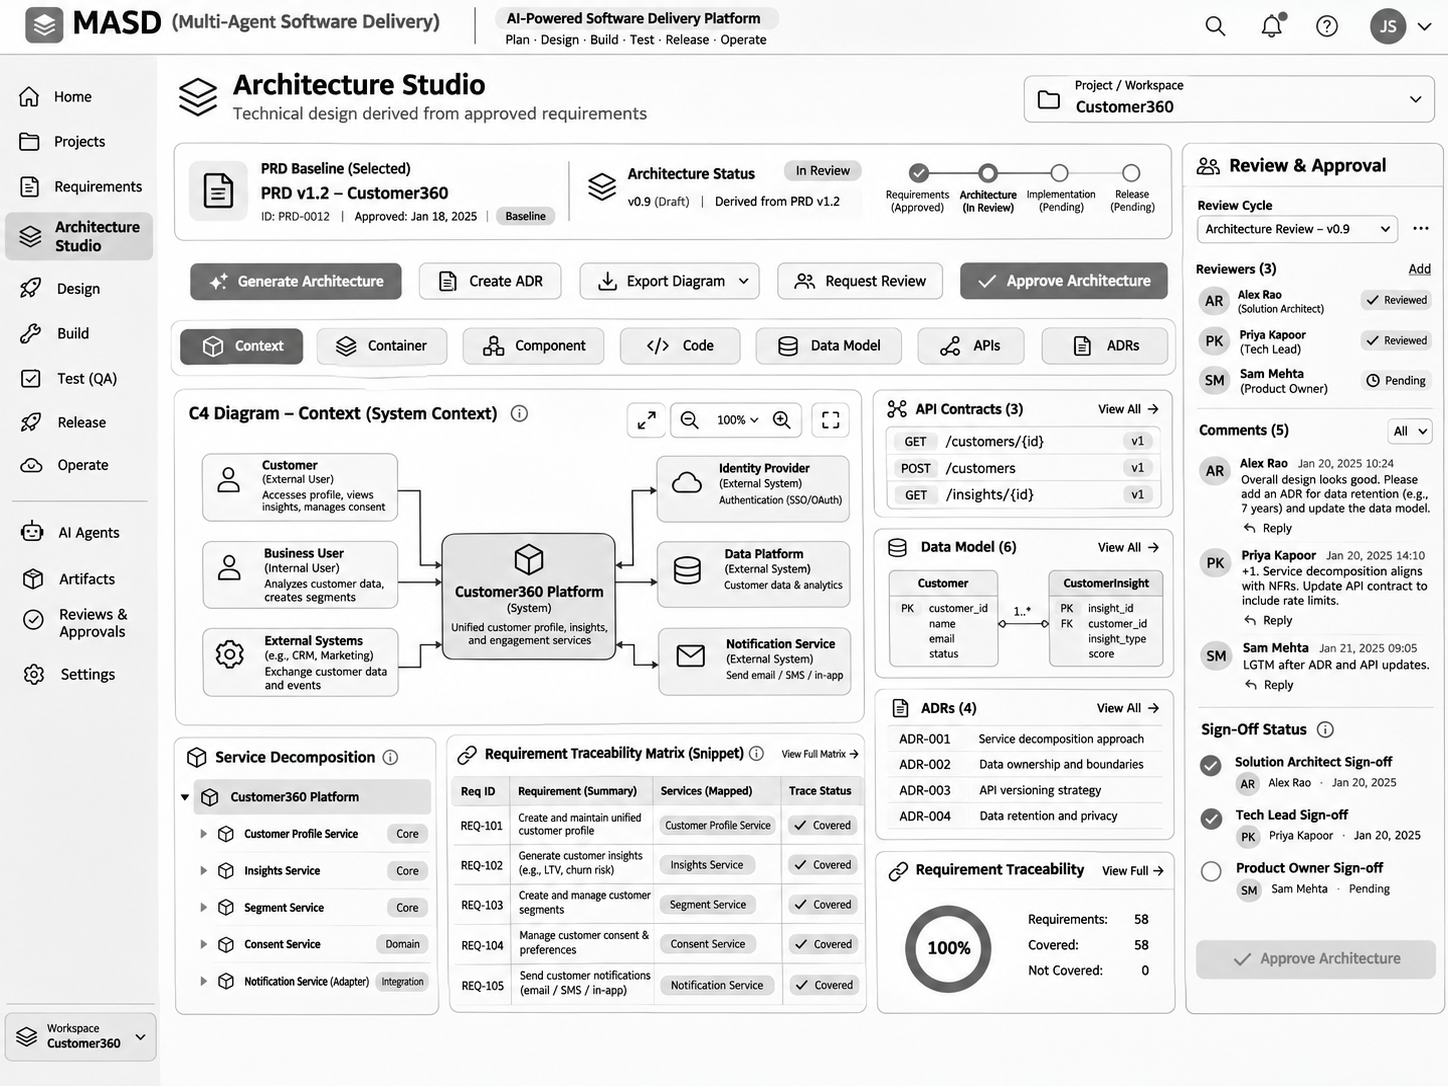 MASD (Multi-Agent Software Delivery)
AI-Powered Software Delivery Platform
Plan · Design · Build · Test · Release · Operate
JS
Home
Projects
Requirements
Architecture
Studio
Design
Build
Test (QA)
Release
Operate
AI Agents
Artifacts
Reviews &
Approvals
Settings
Workspace
Customer360
Architecture Studio
Technical design derived from approved requirements
Project / Workspace
Customer360
PRD Baseline (Selected)
PRD v1.2 – Customer360
ID: PRD-0012 | Approved: Jan 18, 2025 | Baseline
Architecture Status In Review
v0.9 (Draft) | Derived from PRD v1.2
Requirements
(Approved)
Architecture
(In Review)
Implementation
(Pending)
Release
(Pending)
Generate Architecture
Create ADR
Export Diagram
Request Review
Approve Architecture
Context
Container
Component
</> Code
Data Model
APIs
ADRs
C4 Diagram – Context (System Context)
100%
Customer
(External User)
Accesses profile, views
insights, manages consent
Business User
(Internal User)
Analyzes customer data,
creates segments
External Systems
(e.g., CRM, Marketing)
Exchange customer data
and events
Customer360 Platform
(System)
Unified customer profile, insights,
and engagement services
Identity Provider
(External System)
Authentication (SSO/OAuth)
Data Platform
(External System)
Customer data & analytics
Notification Service
(External System)
Send email / SMS / in-app
Service Decomposition
Customer360 Platform
Customer Profile Service Core
Insights Service Core
Segment Service Core
Consent Service Domain
Notification Service (Adapter) Integration
Requirement Traceability Matrix (Snippet) View Full Matrix
Req ID Requirement (Summary) Services (Mapped) Trace Status
REQ-101 Create and maintain unified
customer profile Customer Profile Service Covered
REQ-102 Generate customer insights
(e.g., LTV, churn risk) Insights Service Covered
REQ-103 Create and manage customer
segments Segment Service Covered
REQ-104 Manage customer consent &
preferences Consent Service Covered
REQ-105 Send customer notifications
(email / SMS / in-app) Notification Service Covered
API Contracts (3) View All
GET /customers/{id} v1
POST /customers v1
GET /insights/{id} v1
Data Model (6) View All
Customer
PK customer_id
name
email
status
1..*
CustomerInsight
PK insight_id
FK customer_id
insight_type
score
ADRs (4) View All
ADR-001 Service decomposition approach
ADR-002 Data ownership and boundaries
ADR-003 API versioning strategy
ADR-004 Data retention and privacy
Requirement Traceability View Full
100%
Requirements: 58
Covered: 58
Not Covered: 0
Review & Approval
Review Cycle
Architecture Review – v0.9
Reviewers (3) Add
AR Alex Rao
(Solution Architect) Reviewed
PK Priya Kapoor
(Tech Lead) Reviewed
SM Sam Mehta
(Product Owner) Pending
Comments (5) All
AR Alex Rao Jan 20, 2025 10:24
Overall design looks good. Please
add an ADR for data retention (e.g.,
7 years) and update the data model.
Reply
PK Priya Kapoor Jan 20, 2025 14:10
+1. Service decomposition aligns
with NFRs. Update API contract to
include rate limits.
Reply
SM Sam Mehta Jan 21, 2025 09:05
LGTM after ADR and API updates.
Reply
Sign-Off Status
Solution Architect Sign-off
AR Alex Rao · Jan 20, 2025
Tech Lead Sign-off
PK Priya Kapoor · Jan 20, 2025
Product Owner Sign-off
SM Sam Mehta · Pending
Approve Architecture